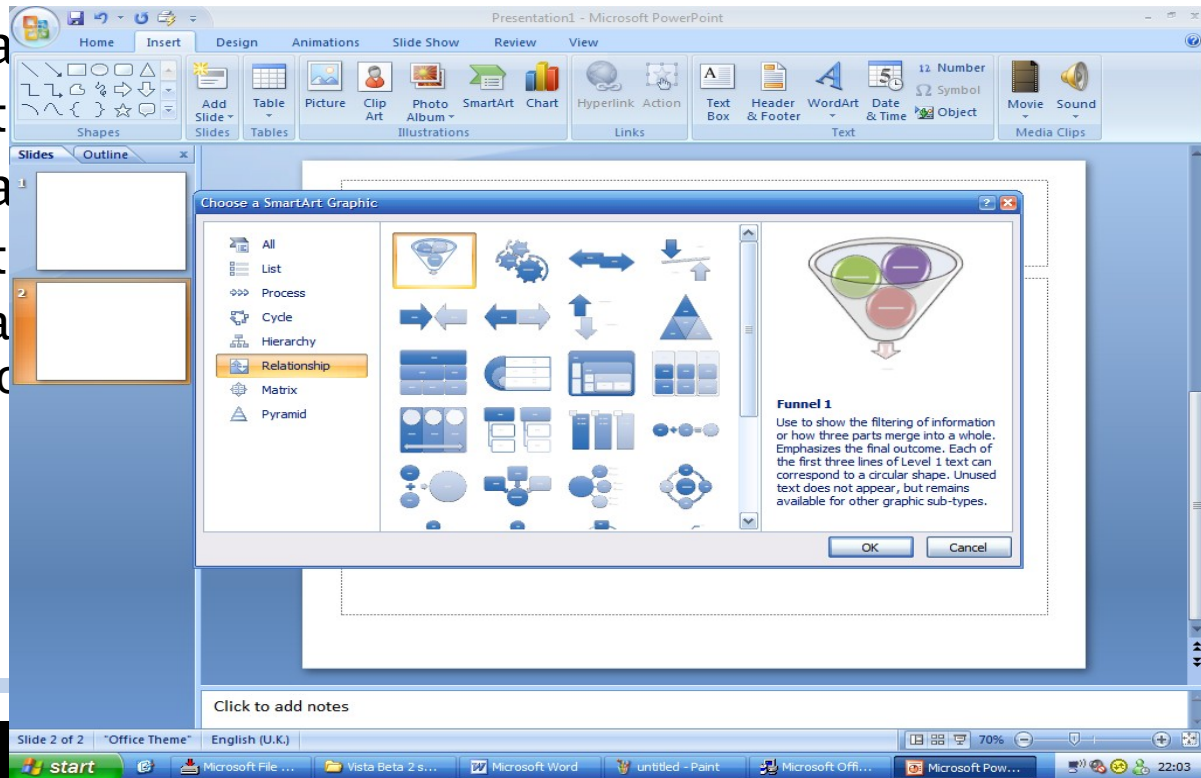 Presentation1 - Microsoft PowerPoint
Home Insert Design Animations Slide Show Review View
12 Number
Ω Symbol
Object
Add Slide
Table
Picture
Clip Art
Photo Album
SmartArt
Chart
Hyperlink
Action
Text Box
Header & Footer
WordArt
Date & Time
Movie
Sound
Shapes Slides Tables Illustrations Links Text Media Clips
Slides Outline x
1
2
Choose a SmartArt Graphic
All
List
Process
Cycle
Hierarchy
Relationship
Matrix
Pyramid
Funnel 1
Use to show the filtering of information
or how three parts merge into a whole.
Emphasizes the final outcome. Each of
the first three lines of Level 1 text can
correspond to a circular shape. Unused
text does not appear, but remains
available for other graphic sub-types.
OK Cancel
Click to add notes
Slide 2 of 2 "Office Theme" English (U.K.) 70%
start Microsoft File ... Vista Beta 2 s... Microsoft Word untitled - Paint Microsoft Offi... Microsoft Pow... 22:03